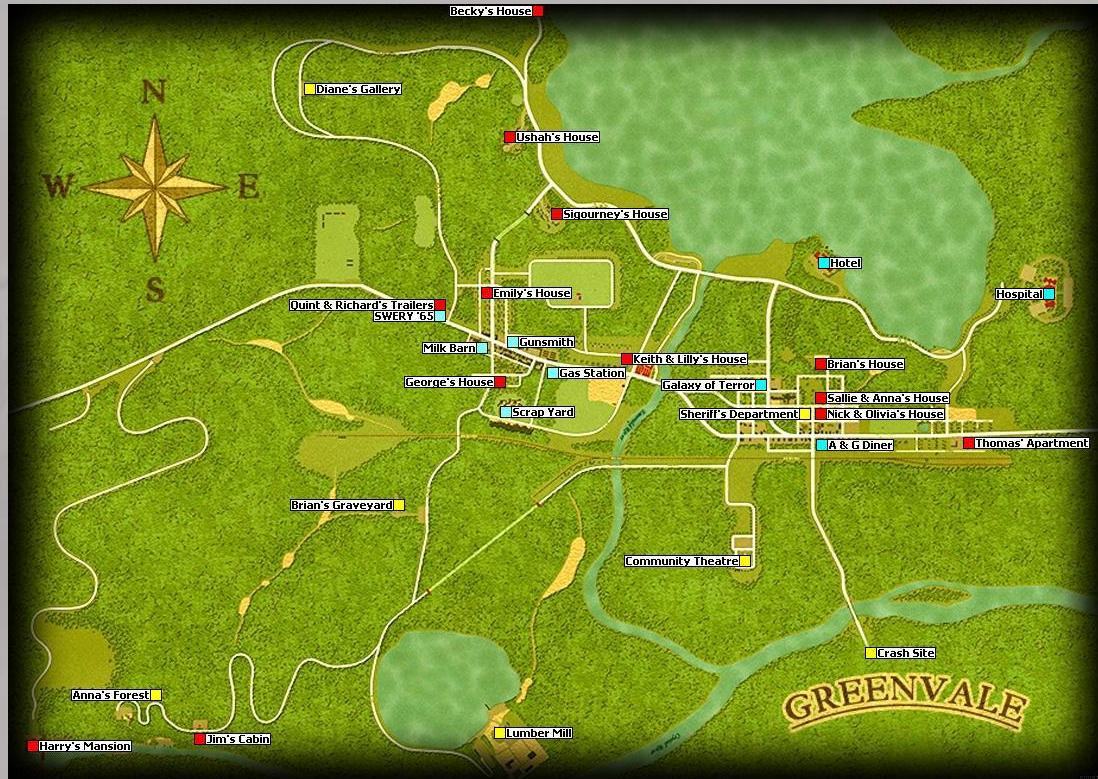 Becky's House
N
Diane's Gallery
Ushah's House
W
E
Sigourney's House
Hotel
S
Emily's House
Hospital
Quint & Richard's Trailers
SWERY '65
Gunsmith
Milk Barn
Keith & Lilly's House
Brian's House
Gas Station
George's House
Galaxy of Terror
Sallie & Anna's House
Scrap Yard
Sheriff's Department
Nick & Olivia's House
A & G Diner
Thomas' Apartment
Brian's Graveyard
Community Theatre
Crash Site
Anna's Forest
GREENVALE
Lumber Mill
Jim's Cabin
Harry's Mansion